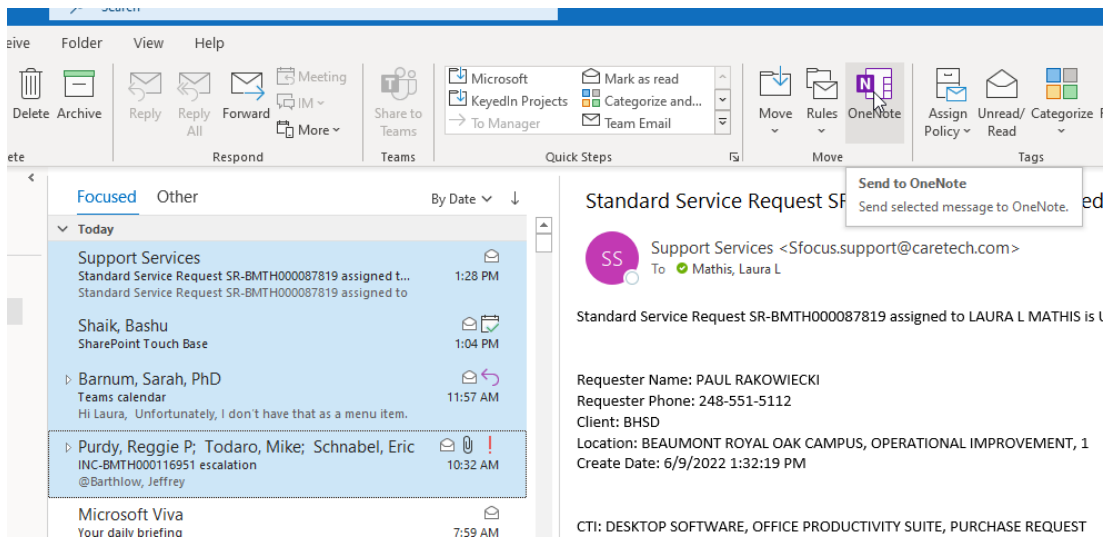 Search
eive Folder View Help
Delete Archive
Reply Reply All Forward Meeting IM More
Share to Teams
Microsoft Mark as read
KeyedIn Projects Categorize and...
To Manager Team Email
Move Rules OneNote
Assign Policy Unread/ Read Categorize F
ete Respond Teams Quick Steps Move Tags
Send to OneNote
Send selected message to OneNote.
Focused Other By Date
Today
Support Services
Standard Service Request SR-BMTH000087819 assigned t... 1:28 PM
Standard Service Request SR-BMTH000087819 assigned to
Shaik, Bashu
SharePoint Touch Base 1:04 PM
Barnum, Sarah, PhD
Teams calendar 11:57 AM
Hi Laura, Unfortunately, I don't have that as a menu item.
Purdy, Reggie P; Todaro, Mike; Schnabel, Eric
INC-BMTH000116951 escalation 10:32 AM
@Barthlow, Jeffrey
Microsoft Viva
Your daily briefing 7:59 AM
Standard Service Request SR ed
SS
Support Services <Sfocus.support@caretech.com>
To Mathis, Laura L
Standard Service Request SR-BMTH000087819 assigned to LAURA L MATHIS is U
Requester Name: PAUL RAKOWIECKI
Requester Phone: 248-551-5112
Client: BHSD
Location: BEAUMONT ROYAL OAK CAMPUS, OPERATIONAL IMPROVEMENT, 1
Create Date: 6/9/2022 1:32:19 PM
CTI: DESKTOP SOFTWARE, OFFICE PRODUCTIVITY SUITE, PURCHASE REQUEST